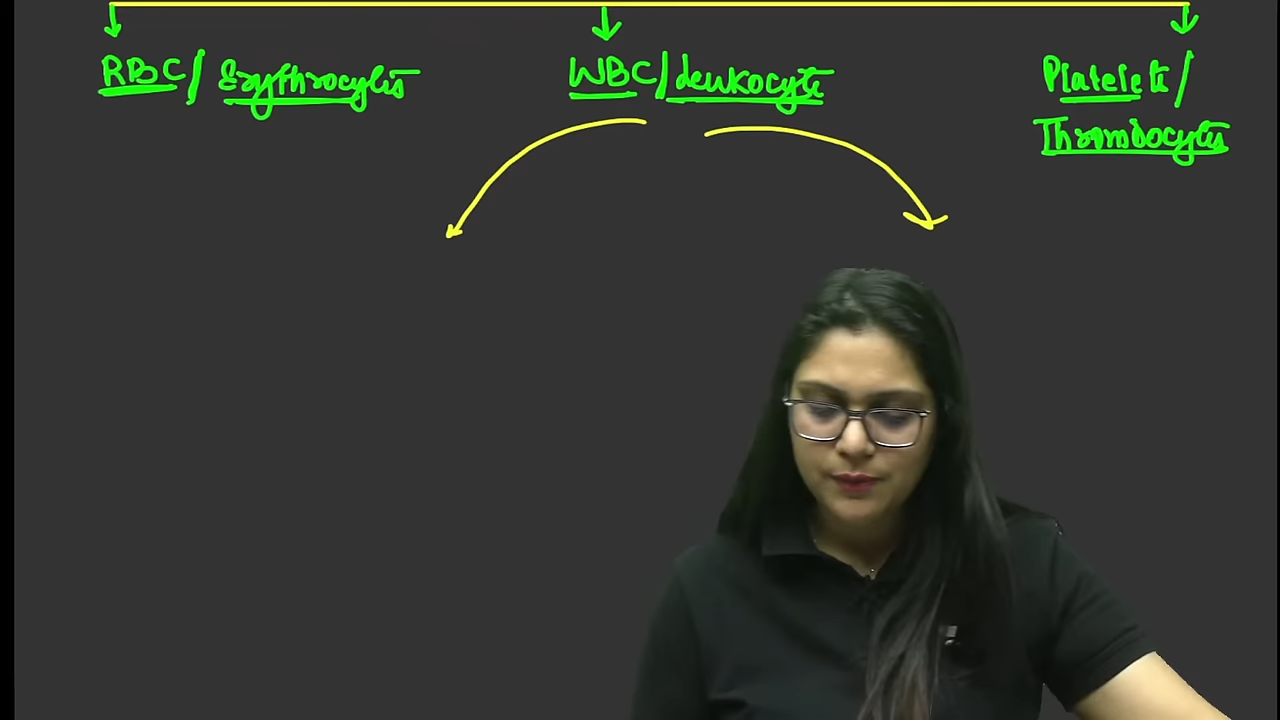 RBC/ Erythrocytes
WBC/Leukocyte
Platelets/
Thrombocytes